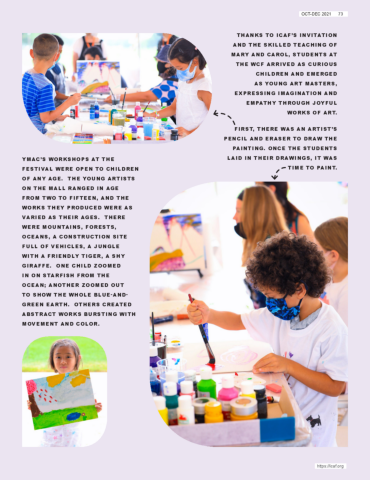 OCT-DEC 2021 73
THANKS TO ICAF'S INVITATION
AND THE SKILLED TEACHING OF
MARY AND CAROL, STUDENTS AT
THE WCF ARRIVED AS CURIOUS
CHILDREN AND EMERGED
AS YOUNG ART MASTERS,
EXPRESSING IMAGINATION AND
EMPATHY THROUGH JOYFUL
WORKS OF ART.
FIRST, THERE WAS AN ARTIST'S
PENCIL AND ERASER TO DRAW THE
PAINTING. ONCE THE STUDENTS
LAID IN THEIR DRAWINGS, IT WAS
TIME TO PAINT.
YMAC'S WORKSHOPS AT THE
FESTIVAL WERE OPEN TO CHILDREN
OF ANY AGE. THE YOUNG ARTISTS
ON THE MALL RANGED IN AGE
FROM TWO TO FIFTEEN, AND THE
WORKS THEY PRODUCED WERE AS
VARIED AS THEIR AGES. THERE
WERE MOUNTAINS, FORESTS,
OCEANS, A CONSTRUCTION SITE
FULL OF VEHICLES, A JUNGLE
WITH A FRIENDLY TIGER, A SHY
GIRAFFE. ONE CHILD ZOOMED
IN ON STARFISH FROM THE
OCEAN; ANOTHER ZOOMED OUT
TO SHOW THE WHOLE BLUE-AND-
GREEN EARTH. OTHERS CREATED
ABSTRACT WORKS BURSTING WITH
MOVEMENT AND COLOR.
https://icaf.org